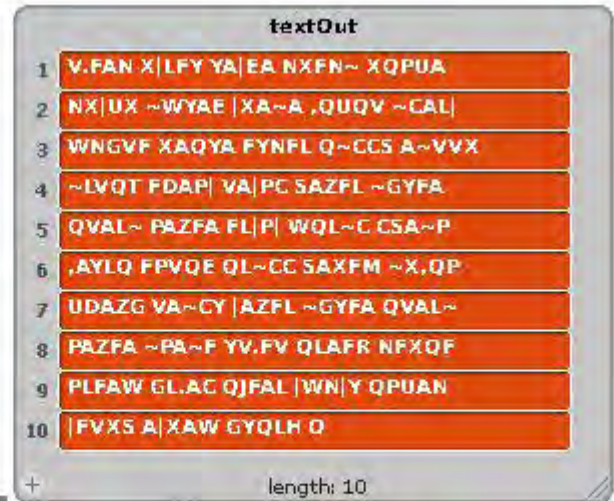 textOut
1 V.FAN X|LFY YA|EA NXFN~ XQPUA
2 NX|UX ~WYAE |XA~A ,QUQV ~CAL|
3 WNGVF XAQYA FYNFL Q~CCS A~VVX
4 ~LVQT FDAP| VA|PC SAZFL ~GYFA
5 QVAL~ PAZFA FL|P| WQL~C CSA~P
6 ,AYLQ FPVQE QL~CC SAXFM ~X,QP
7 UDAZG VA~CY |AZFL ~GYFA QVAL~
8 PAZFA ~PA~F YV.FV QLAFR NFXQF
9 PLFAW GL.AC QJFAL |WN|Y QPUAN
10 |FVXS A|XAW GYQLH Q
+ length: 10